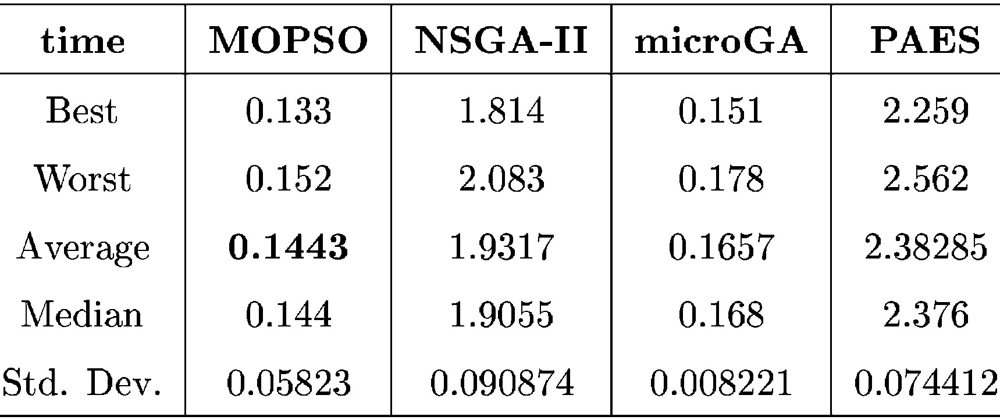 time MOPSO NSGA-II microGA PAES
Best 0.133 1.814 0.151 2.259
Worst 0.152 2.083 0.178 2.562
Average 0.1443 1.9317 0.1657 2.38285
Median 0.144 1.9055 0.168 2.376
Std. Dev. 0.05823 0.090874 0.008221 0.074412